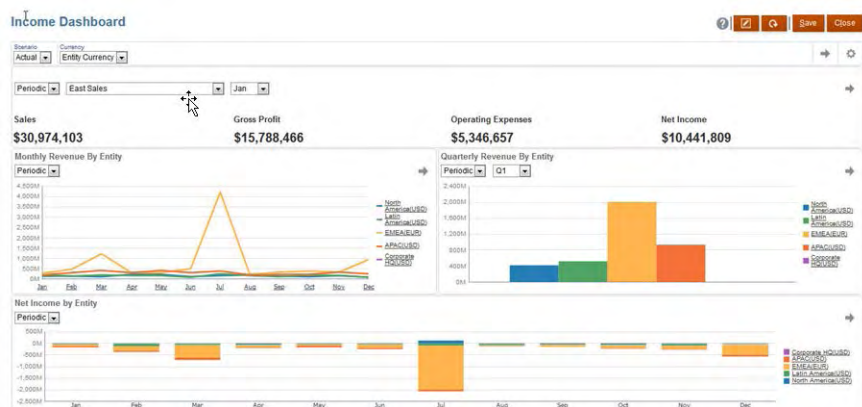 Income Dashboard
Save Close
Scenario Currency
Actual Entity Currency
Periodic East Sales Jan
Sales Gross Profit Operating Expenses Net Income
$30,974,103 $15,788,466 $5,346,657 $10,441,809
Monthly Revenue By Entity
Periodic
4,500M
4,000M
3,500M
3,000M
2,500M
2,000M
1,500M
1,000M
500M
0M
Jan Feb Mar Apr May Jun Jul Aug Sep Oct Nov Dec
North
America(USD)
Latin
America(USD)
EMEA(EUR)
APAC(USD)
Corporate
HQ(USD)
Quarterly Revenue By Entity
Periodic Q1
2,400M
2,000M
1,600M
1,200M
800M
400M
0M
North
America(USD)
Latin
America(USD)
EMEA(EUR)
APAC(USD)
Corporate
HQ(USD)
Net Income by Entity
Periodic
500M
0M
-500M
-1,000M
-1,500M
-2,000M
-2,500M
Jan Feb Mar Apr May Jun Jul Aug Sep Oct Nov Dec
Corporate HQ(USD)
APAC(USD)
EMEA(EUR)
Latin America(USD)
North America(USD)